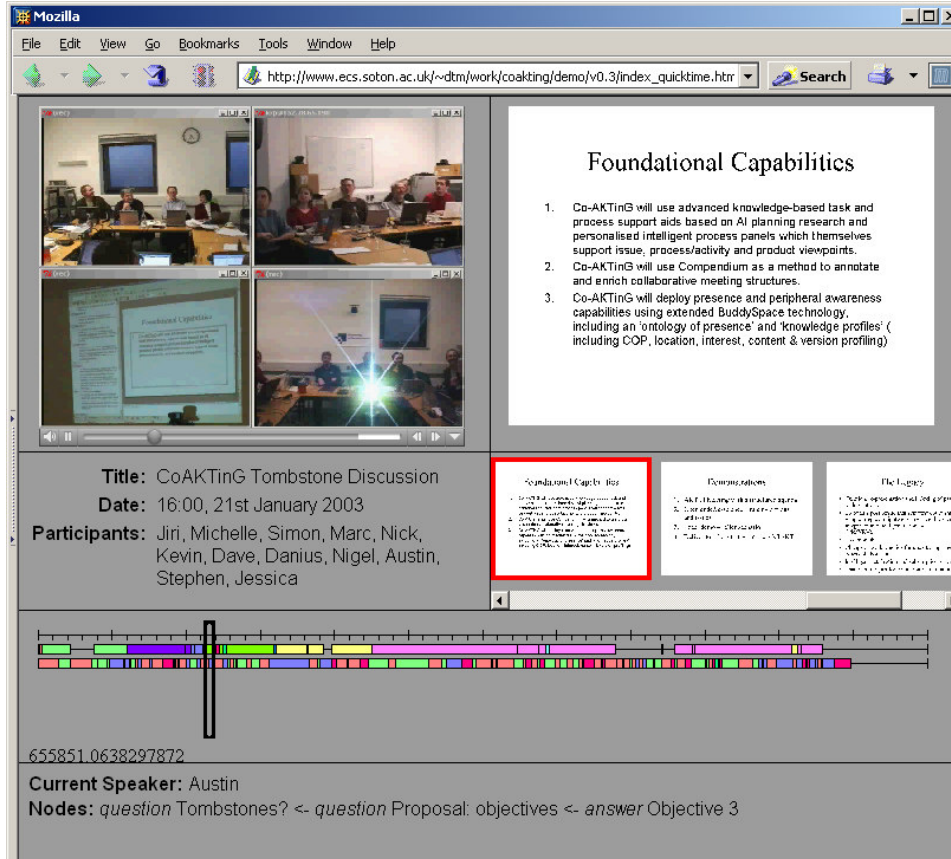 Mozilla
File Edit View Go Bookmarks Tools Window Help
http://www.ecs.soton.ac.uk/~dtm/work/coakting/demo/v0.3/index_quicktime.htm Search
Foundational Capabilities
1. Co-AKTinG will use advanced knowledge-based task and
process support aids based on AI planning research and
personalised intelligent process panels which themselves
support issue, process/activity and product viewpoints.
2. Co-AKTinG will use Compendium as a method to annotate
and enrich collaborative meeting structures.
3. Co-AKTinG will deploy presence and peripheral awareness
capabilities using extended BuddySpace technology,
including an 'ontology of presence' and 'knowledge profiles' (
including COP, location, interest, content & version profiling)
Foundational Capabilities
Title: CoAKTinG Tombstone Discussion
Date: 16:00, 21st January 2003
Participants: Jiri, Michelle, Simon, Marc, Nick,
Kevin, Dave, Danius, Nigel, Austin,
Stephen, Jessica
Foundational Capabilities
Demonstrations
The Legacy
655851.0638297872
Current Speaker: Austin
Nodes: question Tombstones? <- question Proposal: objectives <- answer Objective 3